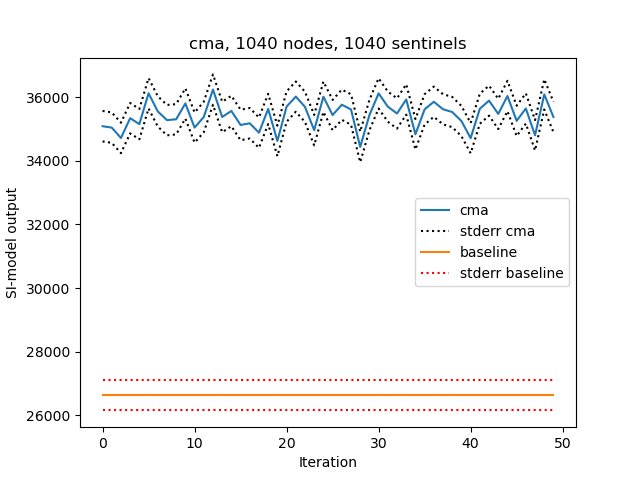 cma, 1040 nodes, 1040 sentinels
SI-model output
36000
34000
32000
30000
28000
26000
cma
stderr cma
baseline
stderr baseline
0
10
20
30
40
50
Iteration